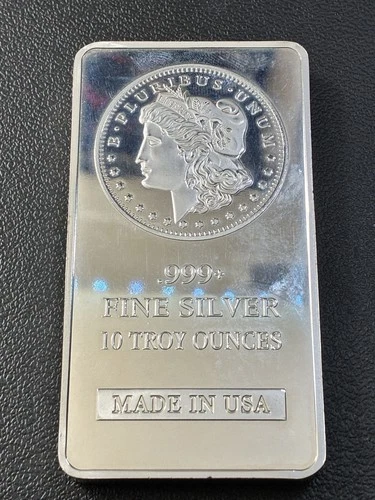 E·PLURIBUS·UNUM
.999+
FINE SILVER
10 TROY OUNCES
MADE IN USA